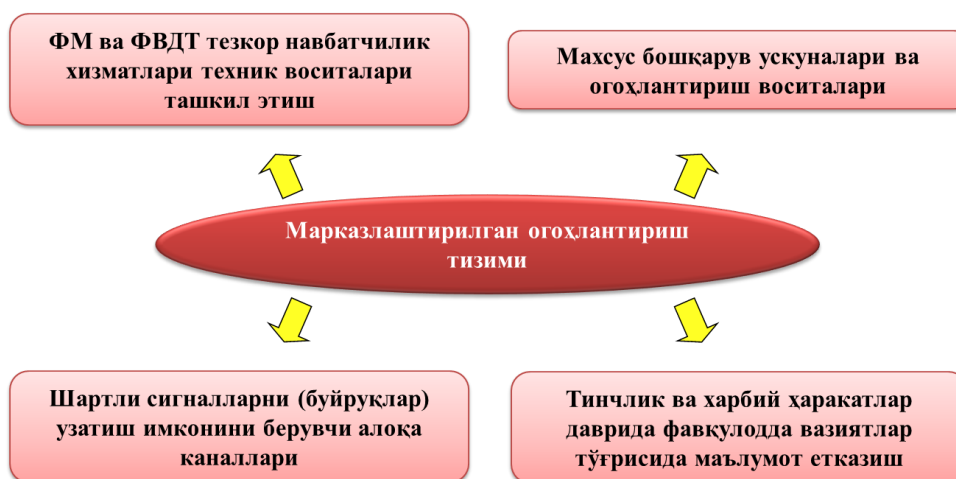 ФМ ва ФВДТ тезкор навбатчилик
хизматлари техник воситалари
ташкил этиш
Махсус бошқарув ускуналари ва
огоҳлантириш воситалари
Марказлаштирилган огоҳлантириш
тизими
Шартли сигналларни (буйруқлар)
узатиш имконини берувчи алоқа
каналлари
Тинчлик ва харбий ҳаракатлар
даврида фавқулодда вазиятлар
тўғрисида маълумот етказиш